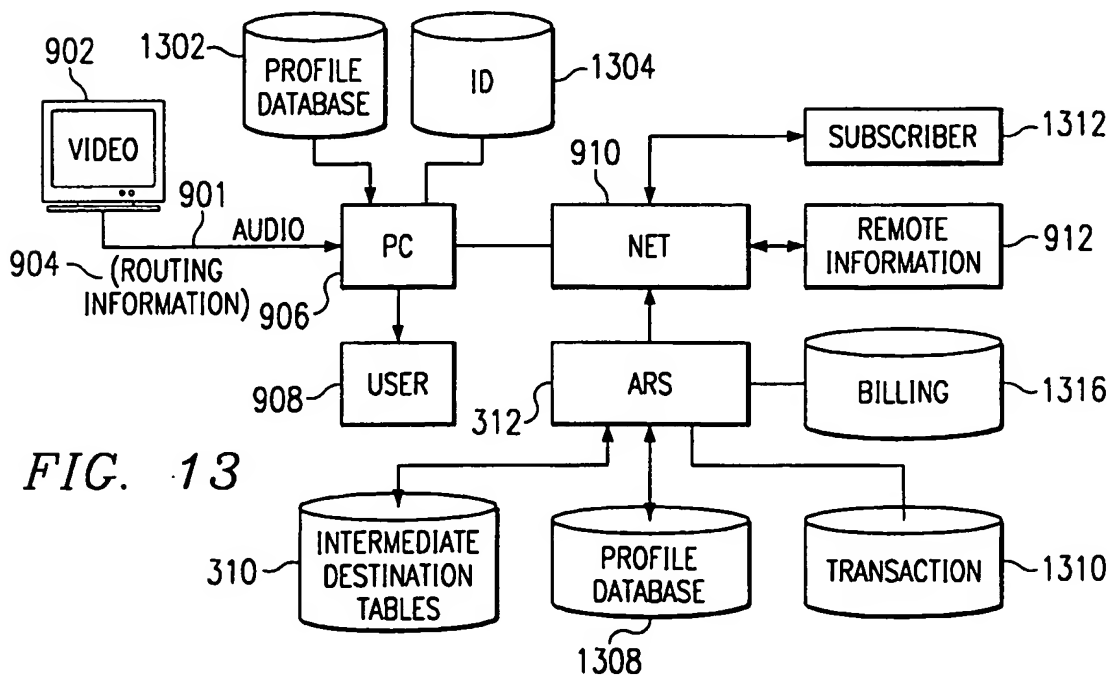 902
1302
PROFILE
DATABASE
ID
1304
VIDEO
901
AUDIO
904
(ROUTING
INFORMATION)
PC
906
910
NET
SUBSCRIBER
1312
REMOTE
INFORMATION
912
USER
908
ARS
312
BILLING
1316
FIG. 13
INTERMEDIATE
DESTINATION
TABLES
310
PROFILE
DATABASE
1308
TRANSACTION
1310